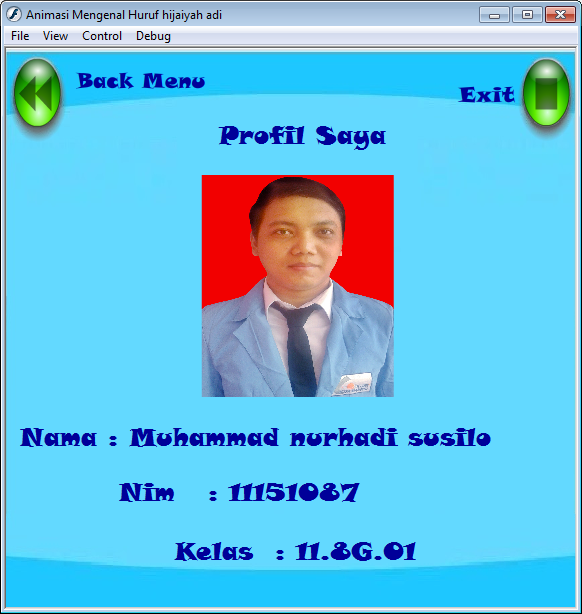 Animasi Mengenal Huruf hijaiyah adi
File View Control Debug
Back Menu
Exit
Profil Saya
Nama : Muhammad nurhadi susilo
Nim : 11151087
Kelas : 11.8G.01